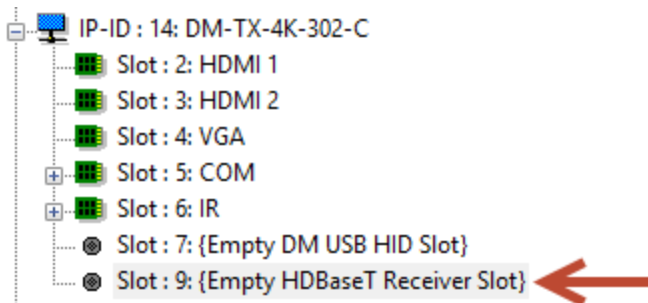 IP-ID : 14: DM-TX-4K-302-C
Slot : 2: HDMI 1
Slot : 3: HDMI 2
Slot : 4: VGA
Slot : 5: COM
Slot : 6: IR
Slot : 7: {Empty DM USB HID Slot}
Slot : 9: {Empty HDBaseT Receiver Slot}